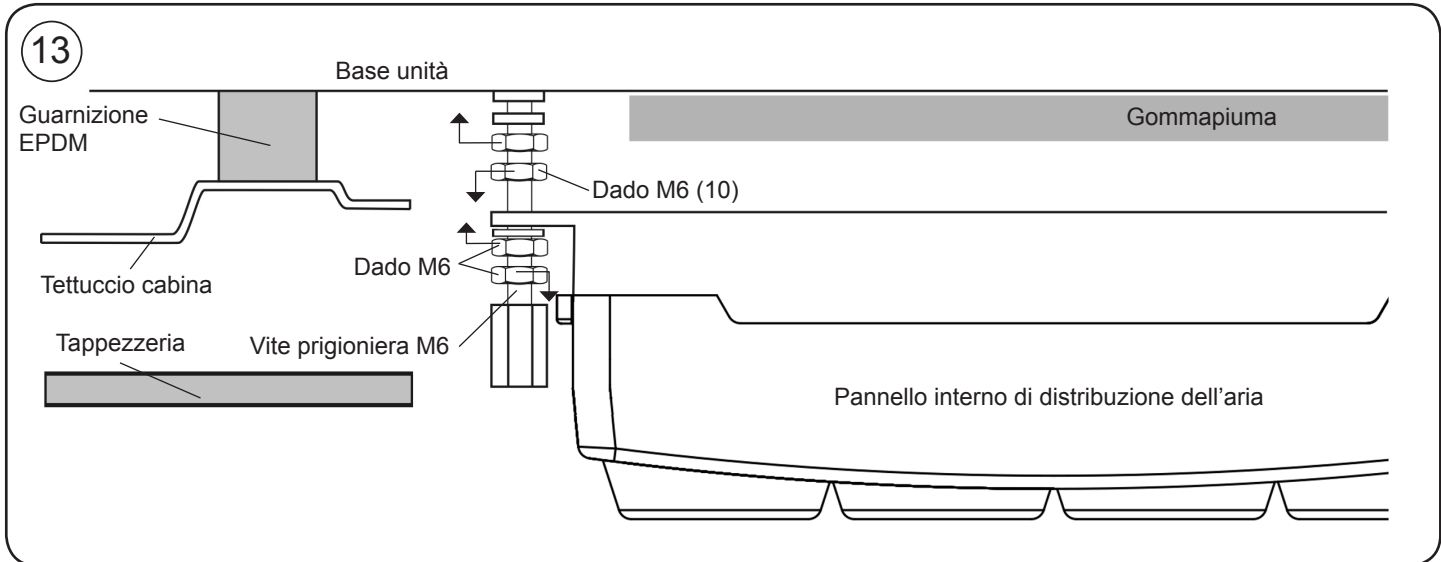 13
Base unità
Guarnizione
EPDM
Gommapiuma
Dado M6 (10)
Dado M6
Tettuccio cabina
Tappezzeria
Vite prigioniera M6
Pannello interno di distribuzione dell'aria